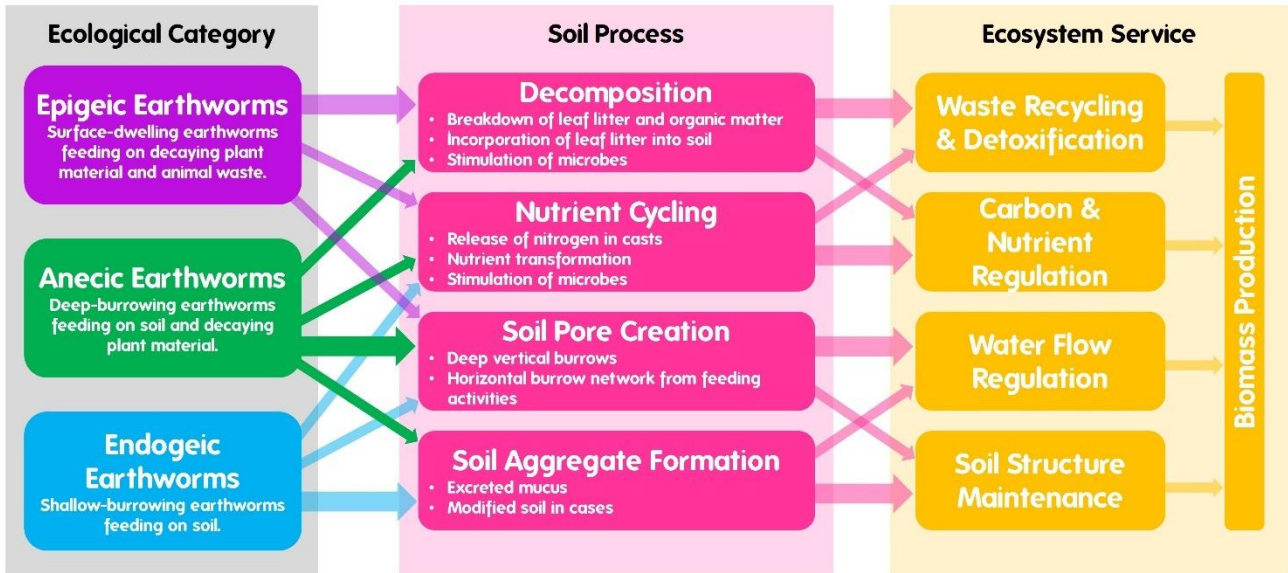 Ecological Category
Epigeic Earthworms
Surface-dwelling earthworms
feeding on decaying plant
material and animal waste.
Anecic Earthworms
Deep-burrowing earthworms
feeding on soil and decaying
plant material.
Endogeic
Earthworms
Shallow-burrowing earthworms
feeding on soil.
Soil Process
Decomposition
• Breakdown of leaf litter and organic matter
• Incorporation of leaf litter into soil
• Stimulation of microbes
Nutrient Cycling
• Release of nitrogen in casts
• Nutrient transformation
• Stimulation of microbes
Soil Pore Creation
• Deep vertical burrows
• Horizontal burrow network from feeding
activities
Soil Aggregate Formation
• Excreted mucus
• Modified soil in cases
Ecosystem Service
Waste Recycling
& Detoxification
Carbon &
Nutrient
Regulation
Water Flow
Regulation
Soil Structure
Maintenance
Biomass Production